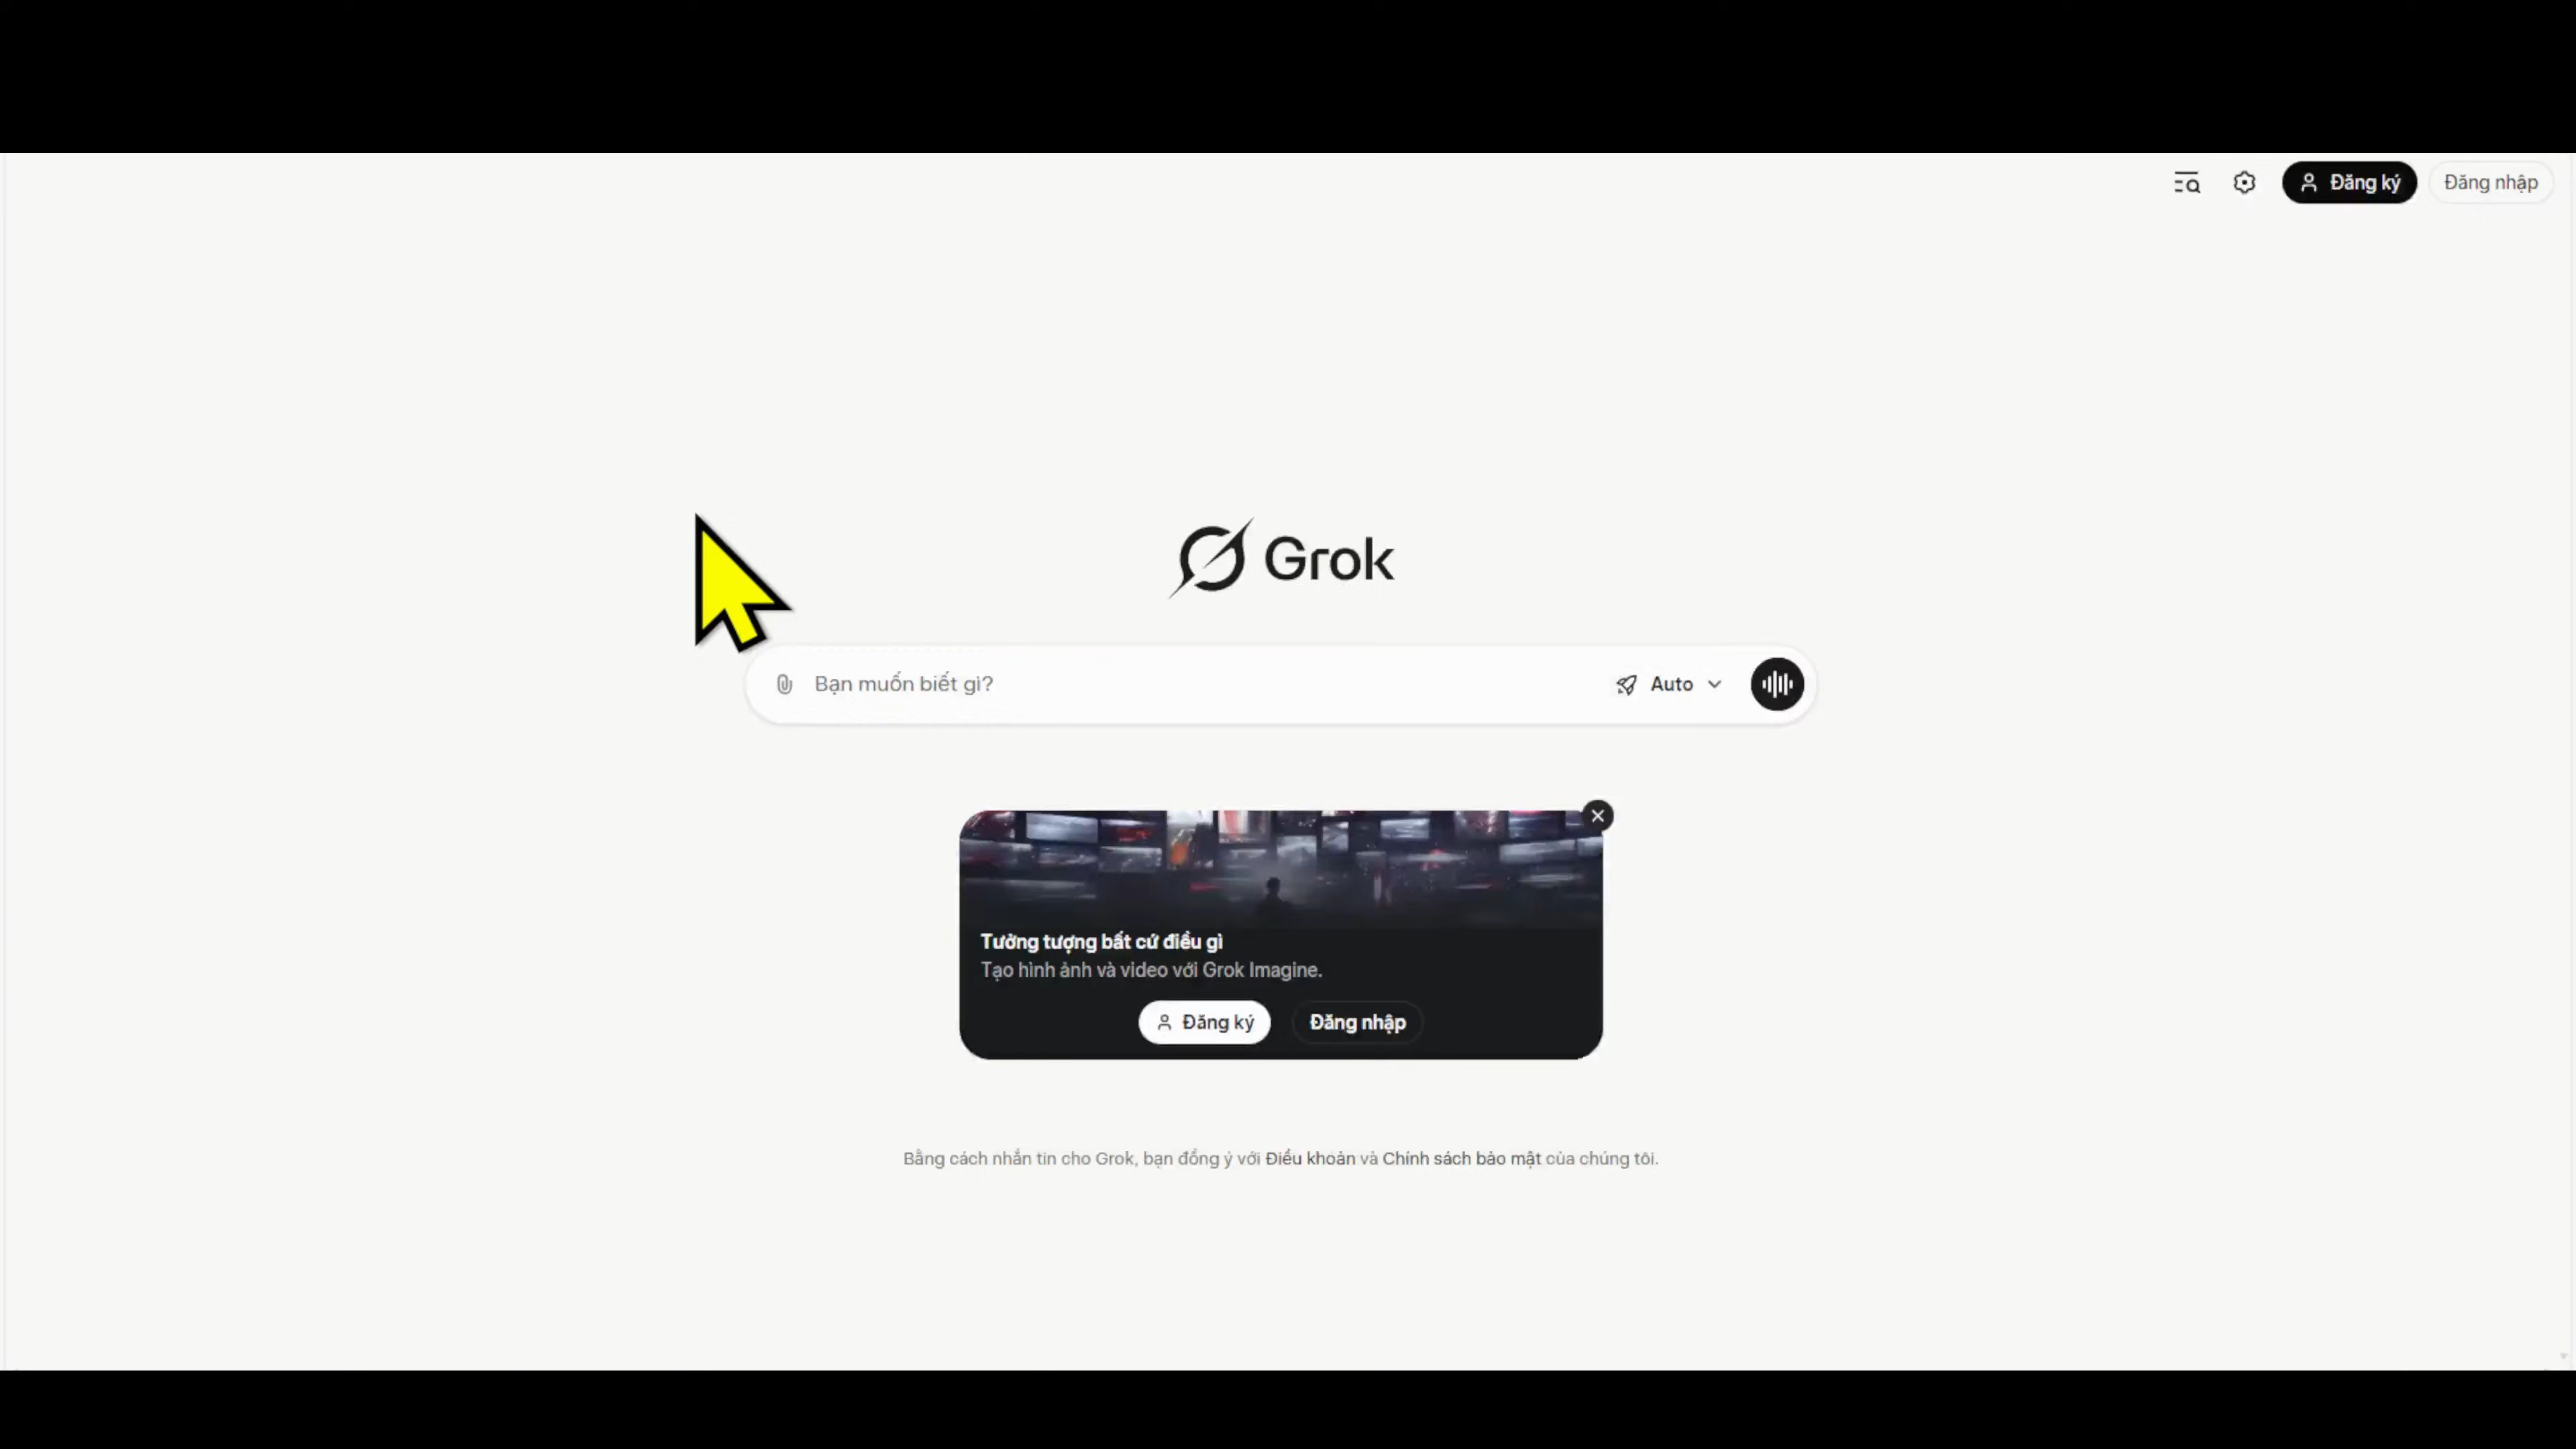 Đăng ký
Đăng nhập
Grok
Bạn muốn biết gì?
Auto
Tưởng tượng bất cứ điều gì
Tạo hình ảnh và video với Grok Imagine.
Đăng ký
Đăng nhập
Bằng cách nhắn tin cho Grok, bạn đồng ý với Điều khoản và Chính sách bảo mật của chúng tôi.